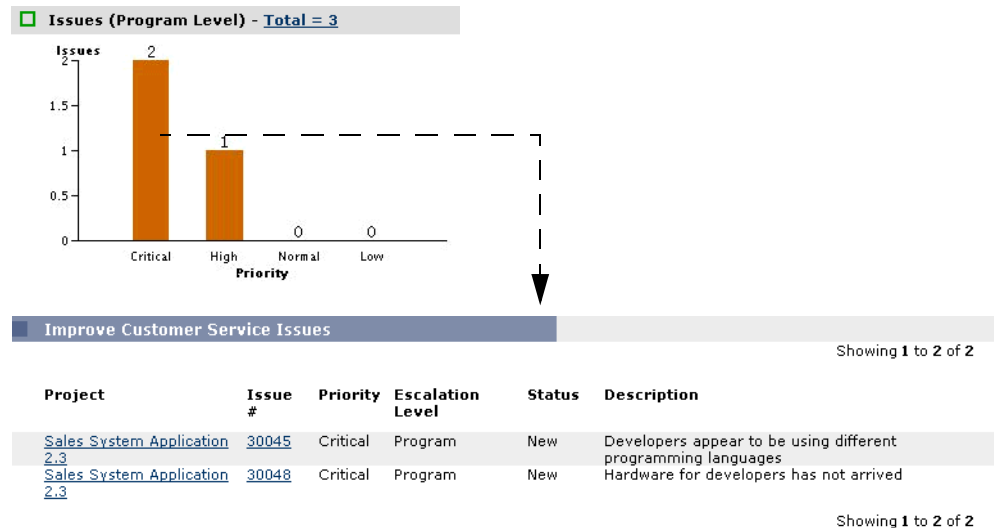 Issues (Program Level) - Total = 3
Issues
2
2
1.5
1
1
0.5
0
0
0
Critical High Normal Low
Priority
Improve Customer Service Issues
Showing 1 to 2 of 2
Project Issue # Priority Escalation Level Status Description
Sales System Application 2.3 30045 Critical Program New Developers appear to be using different programming languages
Sales System Application 2.3 30048 Critical Program New Hardware for developers has not arrived
Showing 1 to 2 of 2